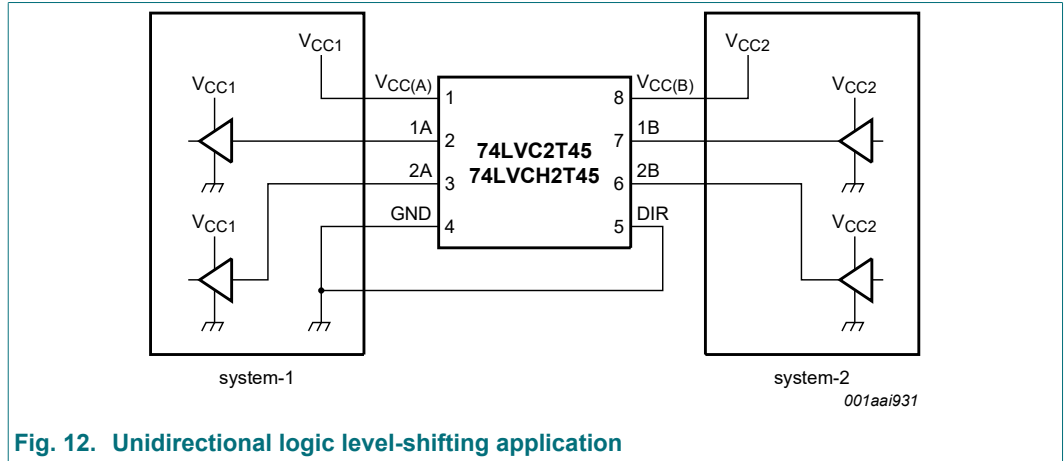 VCC1
VCC2
VCC1
VCC(A)
1
8
VCC(B)
VCC2
1A
2
7
1B
74LVC2T45
74LVCH2T45
2A
3
6
2B
VCC1
GND
4
5
DIR
VCC2
system-1
system-2
001aai931
Fig. 12. Unidirectional logic level-shifting application